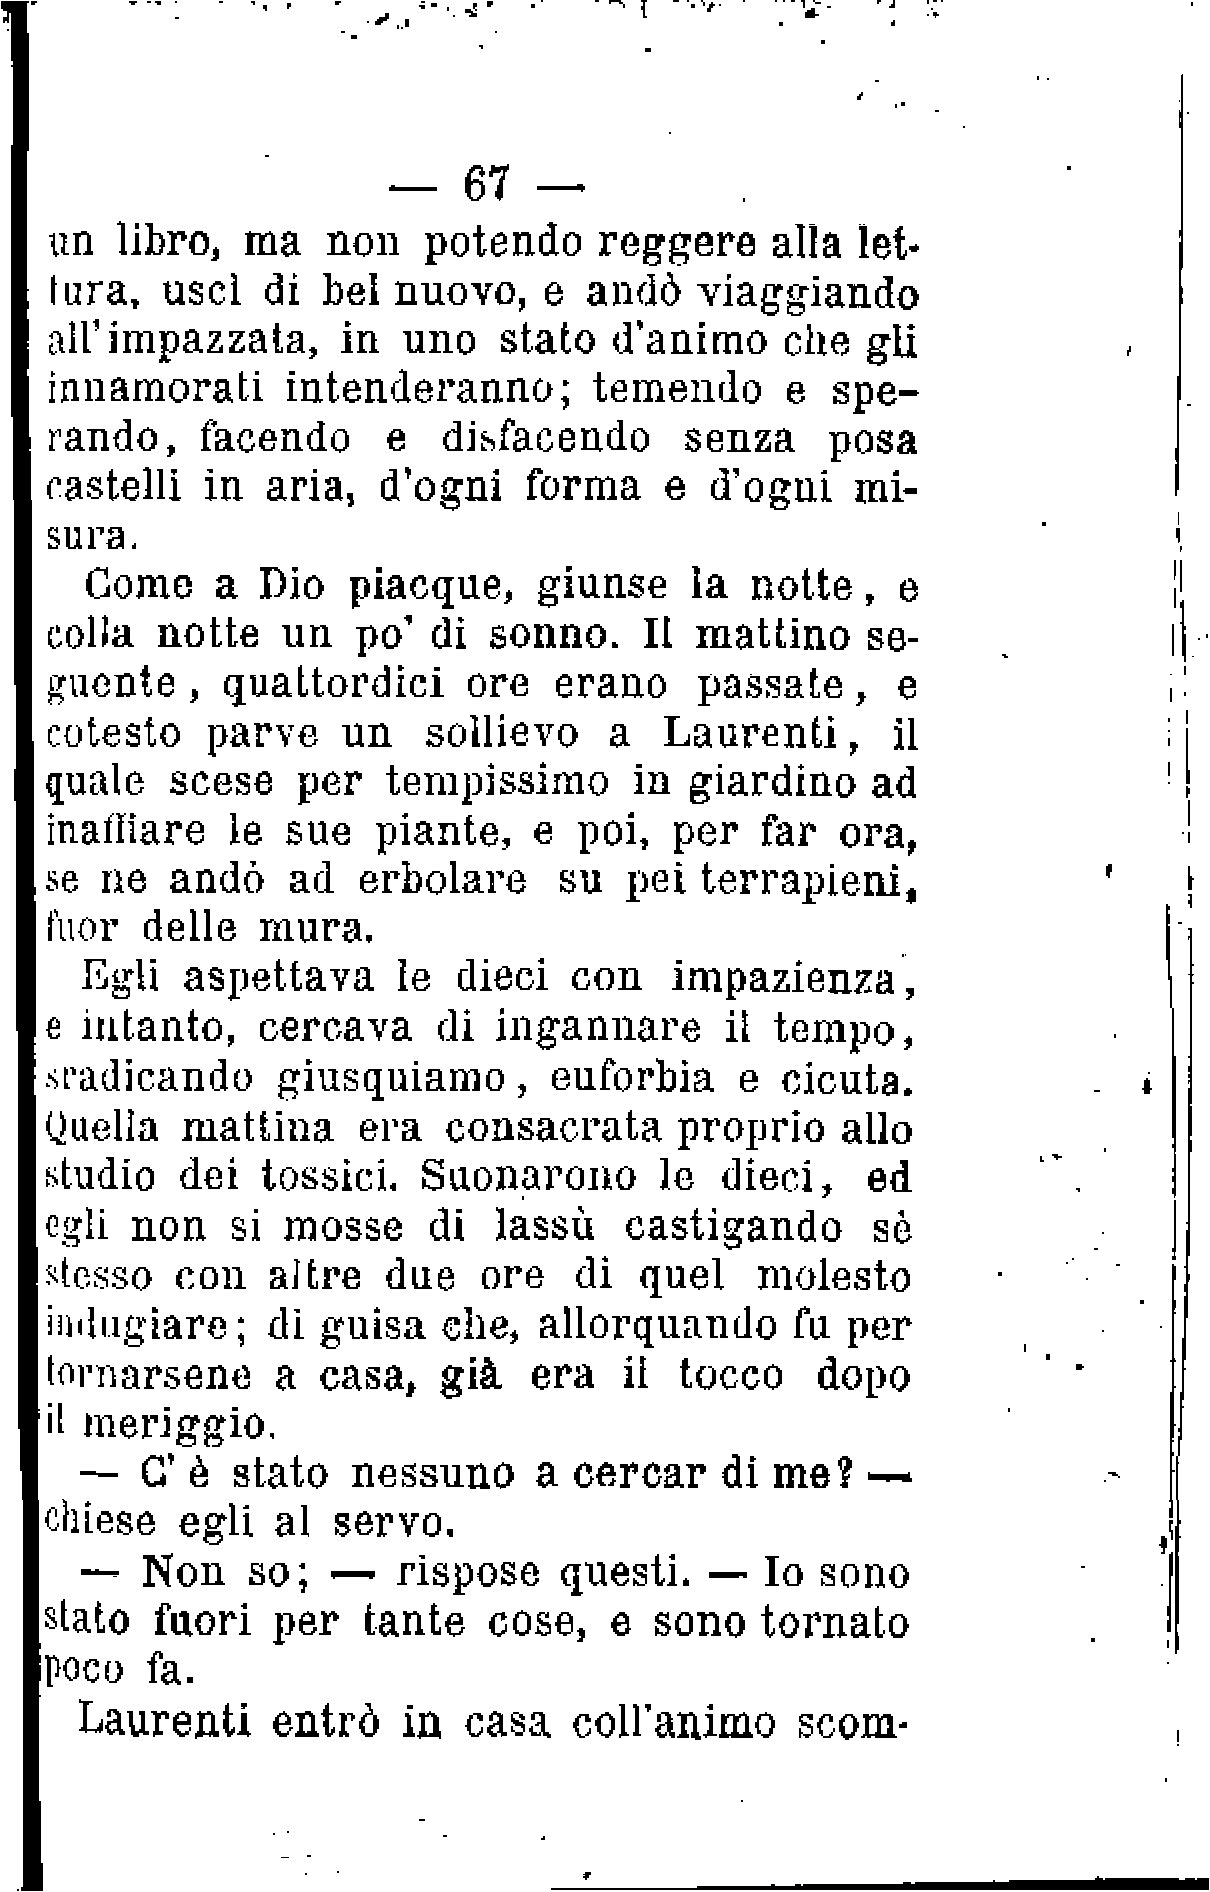 — 67 —
un libro, ma non potendo reggere alla let-
tura, uscì di bel nuovo, e andò viaggiando
all'impazzata, in uno stato d'animo che gli
innamorati intenderanno; temendo e spe-
rando, facendo e disfacendo senza posa
castelli in aria, d'ogni forma e d'ogni mi-
sura.
Come a Dio piacque, giunse la notte, e
colla notte un po' di sonno. Il mattino se-
guente, quattordici ore erano passate, e
cotesto parve un sollievo a Laurenti, il
quale scese per tempissimo in giardino ad
inaffiare le sue piante, e poi, per far ora,
se ne andò ad erbolare su pei terrapieni,
fuor delle mura.
Egli aspettava le dieci con impazienza,
e intanto, cercava di ingannare il tempo,
sradicando giusquiamo, euforbia e cicuta.
Quella mattina era consacrata proprio allo
studio dei tossici. Suonarono le dieci, ed
egli non si mosse di lassù castigando sè
stesso con altre due ore di quel molesto
indugiare; di guisa che, allorquando fu per
tornarsene a casa, già era il tocco dopo
il meriggio.
— C'è stato nessuno a cercar di me? —
chiese egli al servo.
— Non so; — rispose questi. — Io sono
stato fuori per tante cose, e sono tornato
poco fa.
Laurenti entrò in casa coll'animo scom-